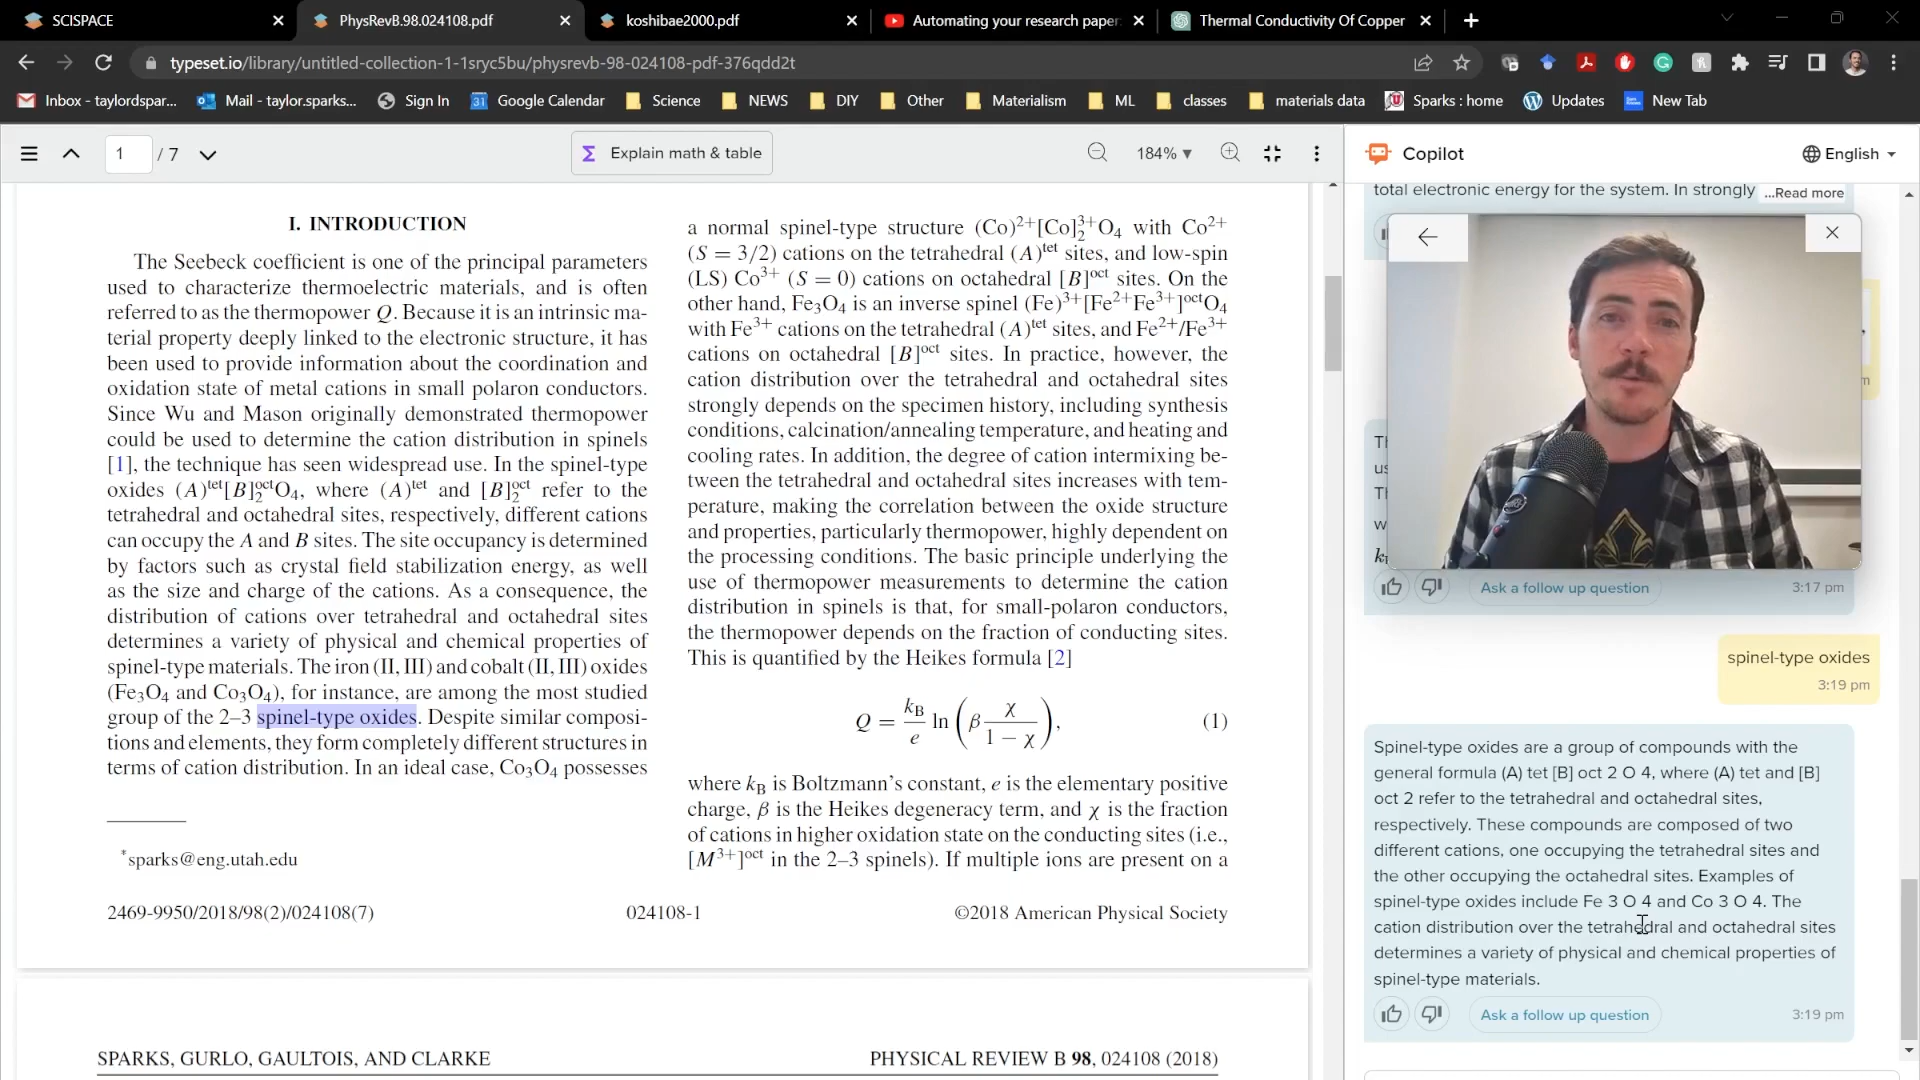 SCISPACE
PhysRevB.98.024108.pdf
koshibae2000.pdf
Automating your research paper
Thermal Conductivity Of Copper
typeset.io/library/untitled-collection-1-1sryc5bu/physrevb-98-024108-pdf-376qdd2t
Inbox - taylordspar...
Mail - taylor.sparks...
Sign In
31
Google Calendar
Science
NEWS
DIY
Other
Materialism
ML
classes
materials data
Sparks : home
Updates
New Tab
1 / 7
Σ Explain math & table
184%
Copilot
English
I. INTRODUCTION
The Seebeck coefficient is one of the principal parameters
used to characterize thermoelectric materials, and is often
referred to as the thermopower Q. Because it is an intrinsic ma-
terial property deeply linked to the electronic structure, it has
been used to provide information about the coordination and
oxidation state of metal cations in small polaron conductors.
Since Wu and Mason originally demonstrated thermopower
could be used to determine the cation distribution in spinels
[1], the technique has seen widespread use. In the spinel-type
oxides (A)^tet[B]₂^octO₄, where (A)^tet and [B]₂^oct refer to the
tetrahedral and octahedral sites, respectively, different cations
can occupy the A and B sites. The site occupancy is determined
by factors such as crystal field stabilization energy, as well
as the size and charge of the cations. As a consequence, the
distribution of cations over tetrahedral and octahedral sites
determines a variety of physical and chemical properties of
spinel-type materials. The iron (II, III) and cobalt (II, III) oxides
(Fe₃O₄ and Co₃O₄), for instance, are among the most studied
group of the 2–3 spinel-type oxides. Despite similar composi-
tions and elements, they form completely different structures in
terms of cation distribution. In an ideal case, Co₃O₄ possesses
*sparks@eng.utah.edu
a normal spinel-type structure (Co)²⁺[Co]₂³⁺O₄ with Co²⁺
(S = 3/2) cations on the tetrahedral (A)^tet sites, and low-spin
(LS) Co³⁺ (S = 0) cations on octahedral [B]^oct sites. On the
other hand, Fe₃O₄ is an inverse spinel (Fe)³⁺[Fe²⁺Fe³⁺]^octO₄
with Fe³⁺ cations on the tetrahedral (A)^tet sites, and Fe²⁺/Fe³⁺
cations on octahedral [B]^oct sites. In practice, however, the
cation distribution over the tetrahedral and octahedral sites
strongly depends on the specimen history, including synthesis
conditions, calcination/annealing temperature, and heating and
cooling rates. In addition, the degree of cation intermixing be-
tween the tetrahedral and octahedral sites increases with tem-
perature, making the correlation between the oxide structure
and properties, particularly thermopower, highly dependent on
the processing conditions. The basic principle underlying the
use of thermopower measurements to determine the cation
distribution in spinels is that, for small-polaron conductors,
the thermopower depends on the fraction of conducting sites.
This is quantified by the Heikes formula [2]
Q = k_B/e ln (β χ/(1 − χ)), (1)
where k_B is Boltzmann's constant, e is the elementary positive
charge, β is the Heikes degeneracy term, and χ is the fraction
of cations in higher oxidation state on the conducting sites (i.e.,
[M³⁺]^oct in the 2–3 spinels). If multiple ions are present on a
2469-9950/2018/98(2)/024108(7)
024108-1
©2018 American Physical Society
SPARKS, GURLO, GAULTOIS, AND CLARKE
PHYSICAL REVIEW B 98, 024108 (2018)
total electronic energy for the system. In strongly ...Read more
Ask a follow up question
3:17 pm
spinel-type oxides
3:19 pm
Spinel-type oxides are a group of compounds with the
general formula (A) tet [B] oct 2 O 4, where (A) tet and [B]
oct 2 refer to the tetrahedral and octahedral sites,
respectively. These compounds are composed of two
different cations, one occupying the tetrahedral sites and
the other occupying the octahedral sites. Examples of
spinel-type oxides include Fe 3 O 4 and Co 3 O 4. The
cation distribution over the tetrahedral and octahedral sites
determines a variety of physical and chemical properties of
spinel-type materials.
Ask a follow up question
3:19 pm